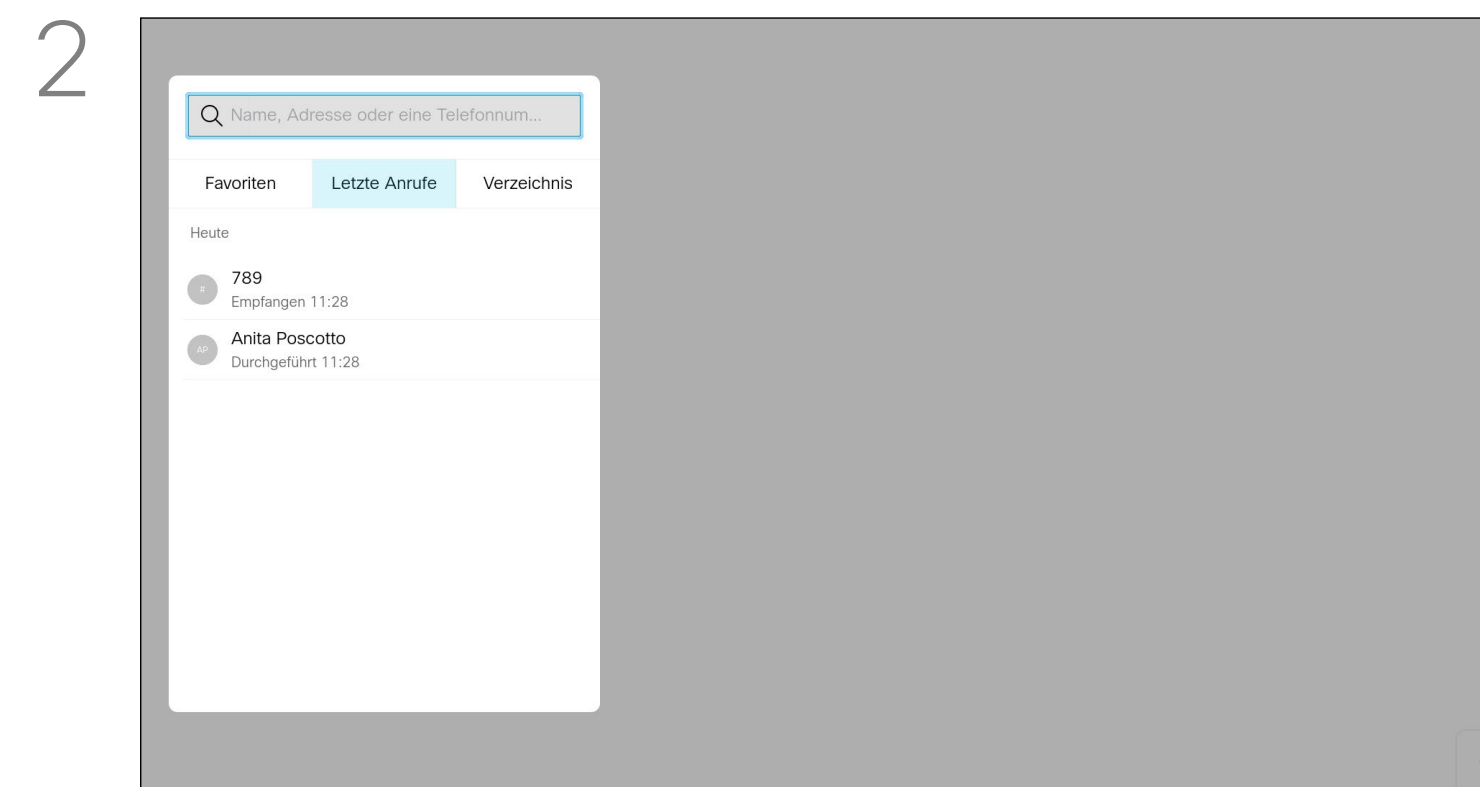 2
Name, Adresse oder eine Telefonnum...
Favoriten Letzte Anrufe Verzeichnis
Heute
#
789
Empfangen 11:28
AP
Anita Poscotto
Durchgeführt 11:28